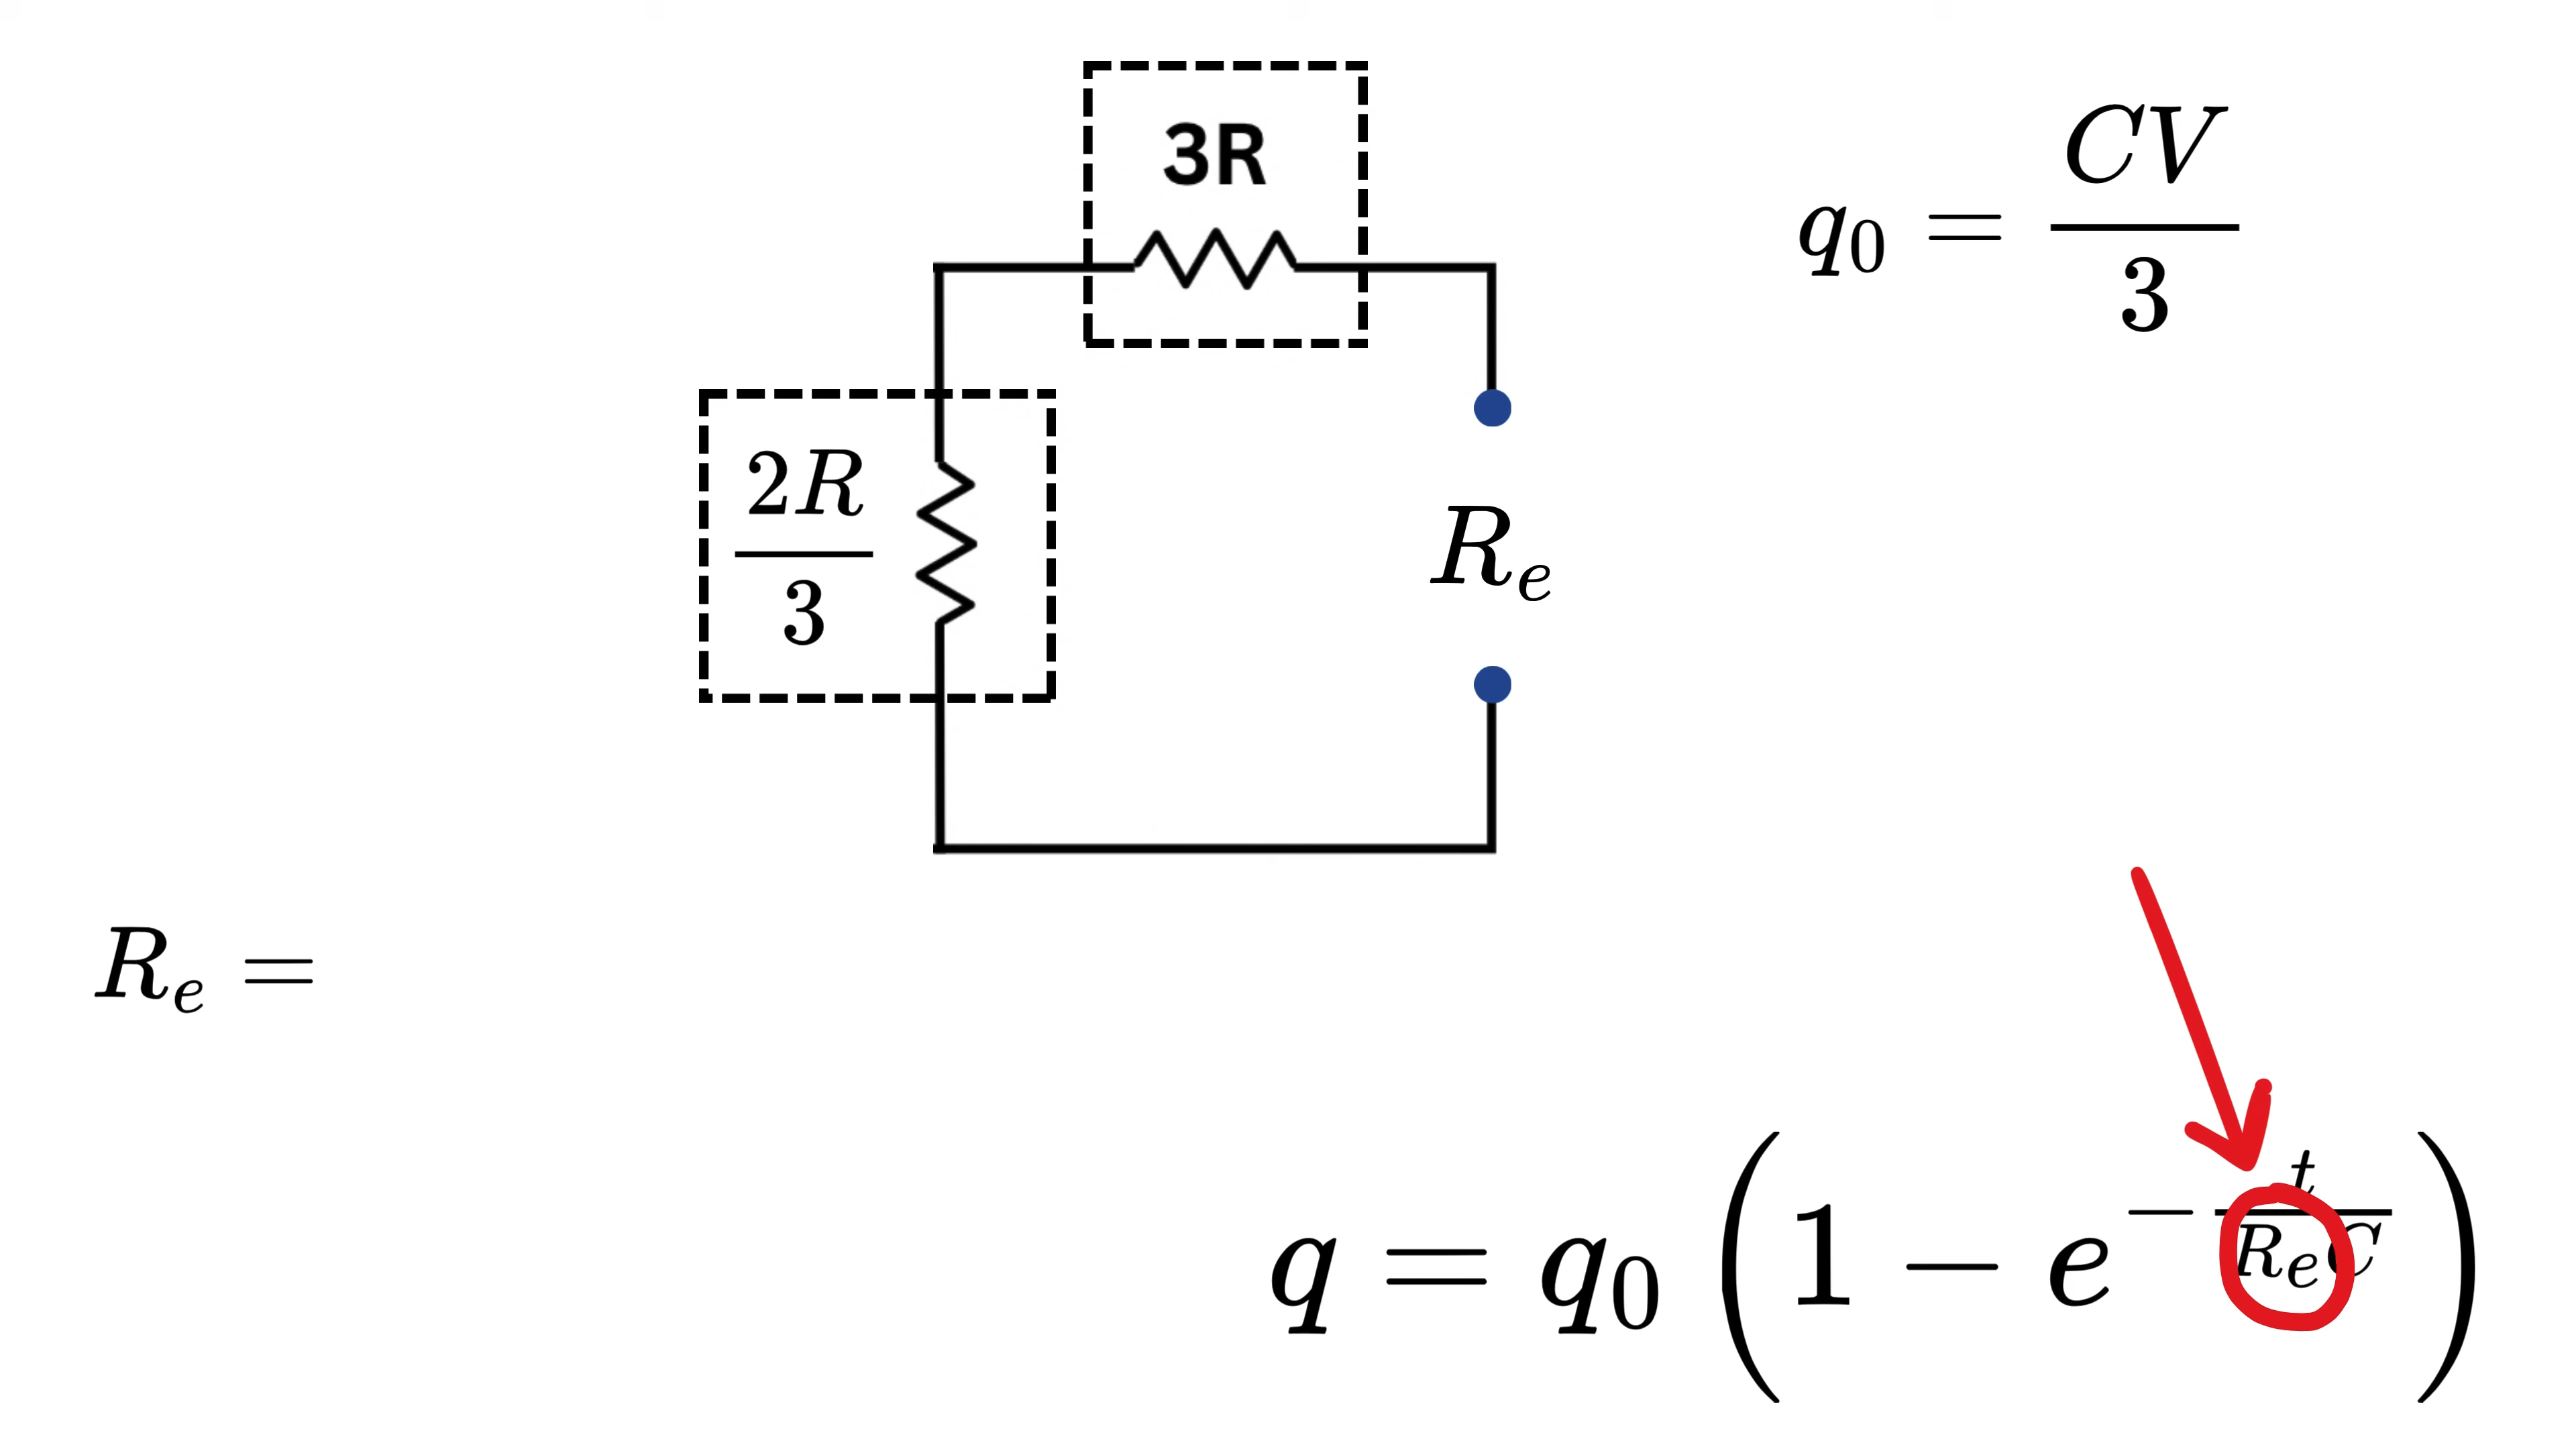 3R
q₀ = CV/3
2R/3
Rₑ
Rₑ =
q = q₀ (1 − e^(−t/(RₑC)))